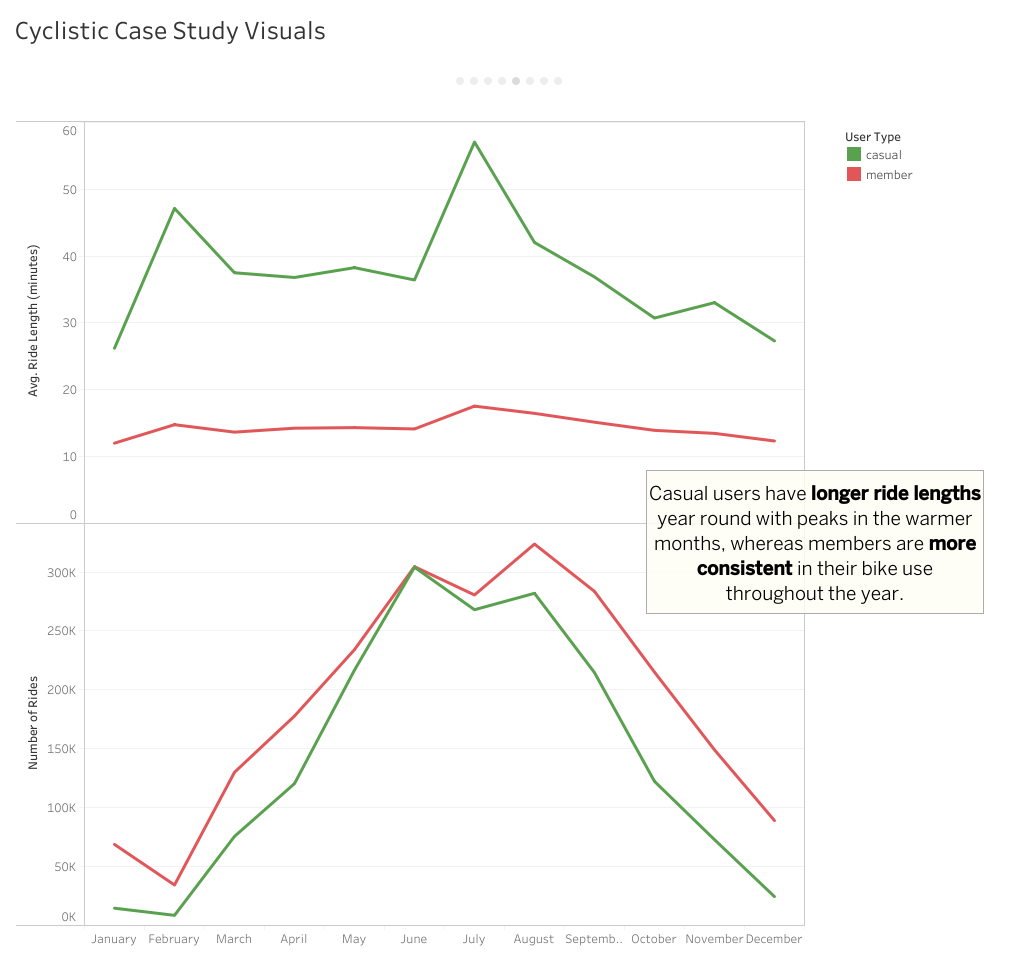 Cyclistic Case Study Visuals
User Type
casual
member
60
50
40
30
20
10
0
Avg. Ride Length (minutes)
Casual users have longer ride lengths
year round with peaks in the warmer
months, whereas members are more
consistent in their bike use
throughout the year.
300K
250K
200K
150K
100K
50K
0K
Number of Rides
January February March April May June July August Septemb.. October November December